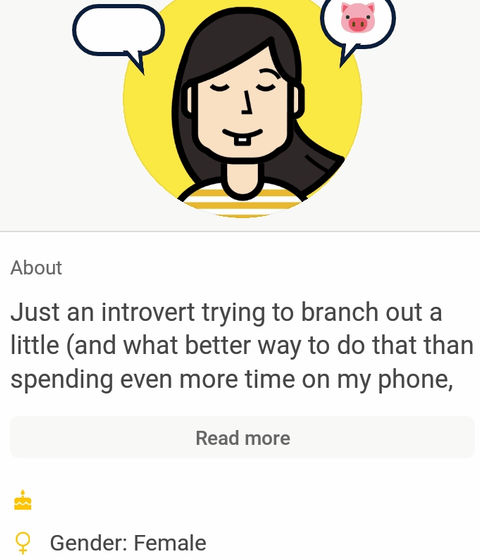 About
Just an introvert trying to branch out a
little (and what better way to do that than
spending even more time on my phone,
Read more
Gender: Female